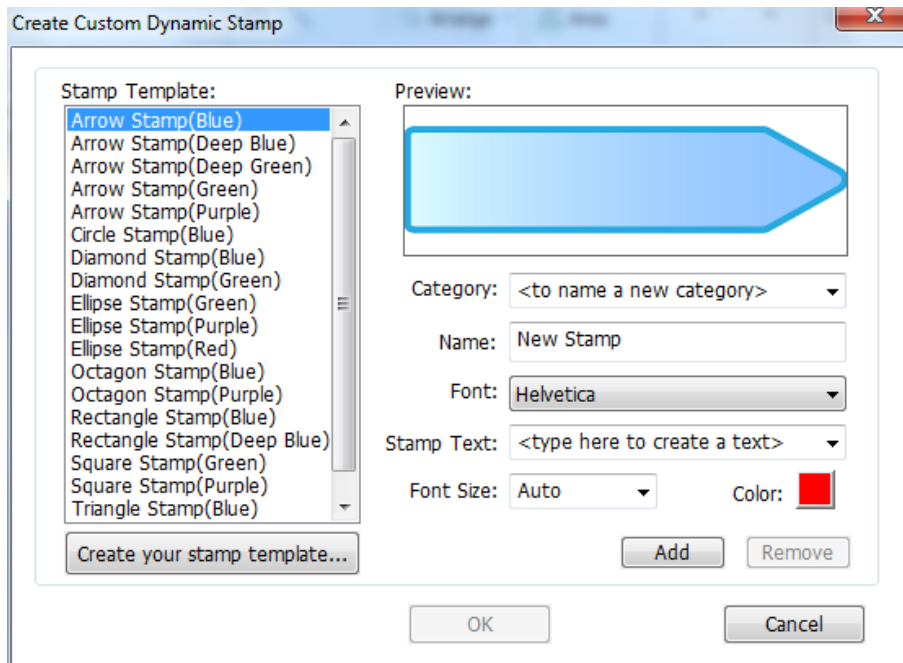 Create Custom Dynamic Stamp
Stamp Template:
Arrow Stamp(Blue)
Arrow Stamp(Deep Blue)
Arrow Stamp(Deep Green)
Arrow Stamp(Green)
Arrow Stamp(Purple)
Circle Stamp(Blue)
Diamond Stamp(Blue)
Diamond Stamp(Green)
Ellipse Stamp(Green)
Ellipse Stamp(Purple)
Ellipse Stamp(Red)
Octagon Stamp(Blue)
Octagon Stamp(Purple)
Rectangle Stamp(Blue)
Rectangle Stamp(Deep Blue)
Square Stamp(Green)
Square Stamp(Purple)
Triangle Stamp(Blue)
Create your stamp template...
Preview:
Category: <to name a new category>
Name: New Stamp
Font: Helvetica
Stamp Text: <type here to create a text>
Font Size: Auto Color:
Add Remove
OK Cancel